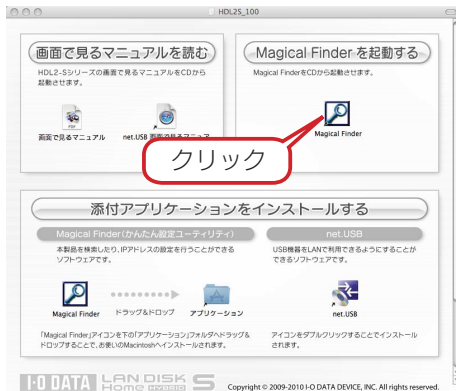 HDL2S_100
画面で見るマニュアルを読む
HDL2-Sシリーズの画面で見るマニュアルをCDから
起動させます。
画面で見るマニュアル
net.USB 画面で見るマニュア
Magical Finder を起動する
Magical FinderをCDから起動させます。
Magical Finder
クリック
添付アプリケーションをインストールする
Magical Finder(かんたん設定ユーティリティ)
本製品を検索したり、IPアドレスの設定を行うことができる
ソフトウェアです。
Magical Finder
ドラッグ&ドロップ
アプリケーション
「Magical Finder」アイコンを下の「アプリケーション」フォルダへドラッグ&
ドロップすることで、お使いのMacintoshへインストールされます。
net.USB
USB機器をLANで利用できるようにすることが
できるソフトウェアです。
net.USB
アイコンをダブルクリックすることでインストール
されます。
I-O DATA LAN DISK S
Home HYBRID
Copyright © 2009-2010 I-O DATA DEVICE, INC. All rights reserved.